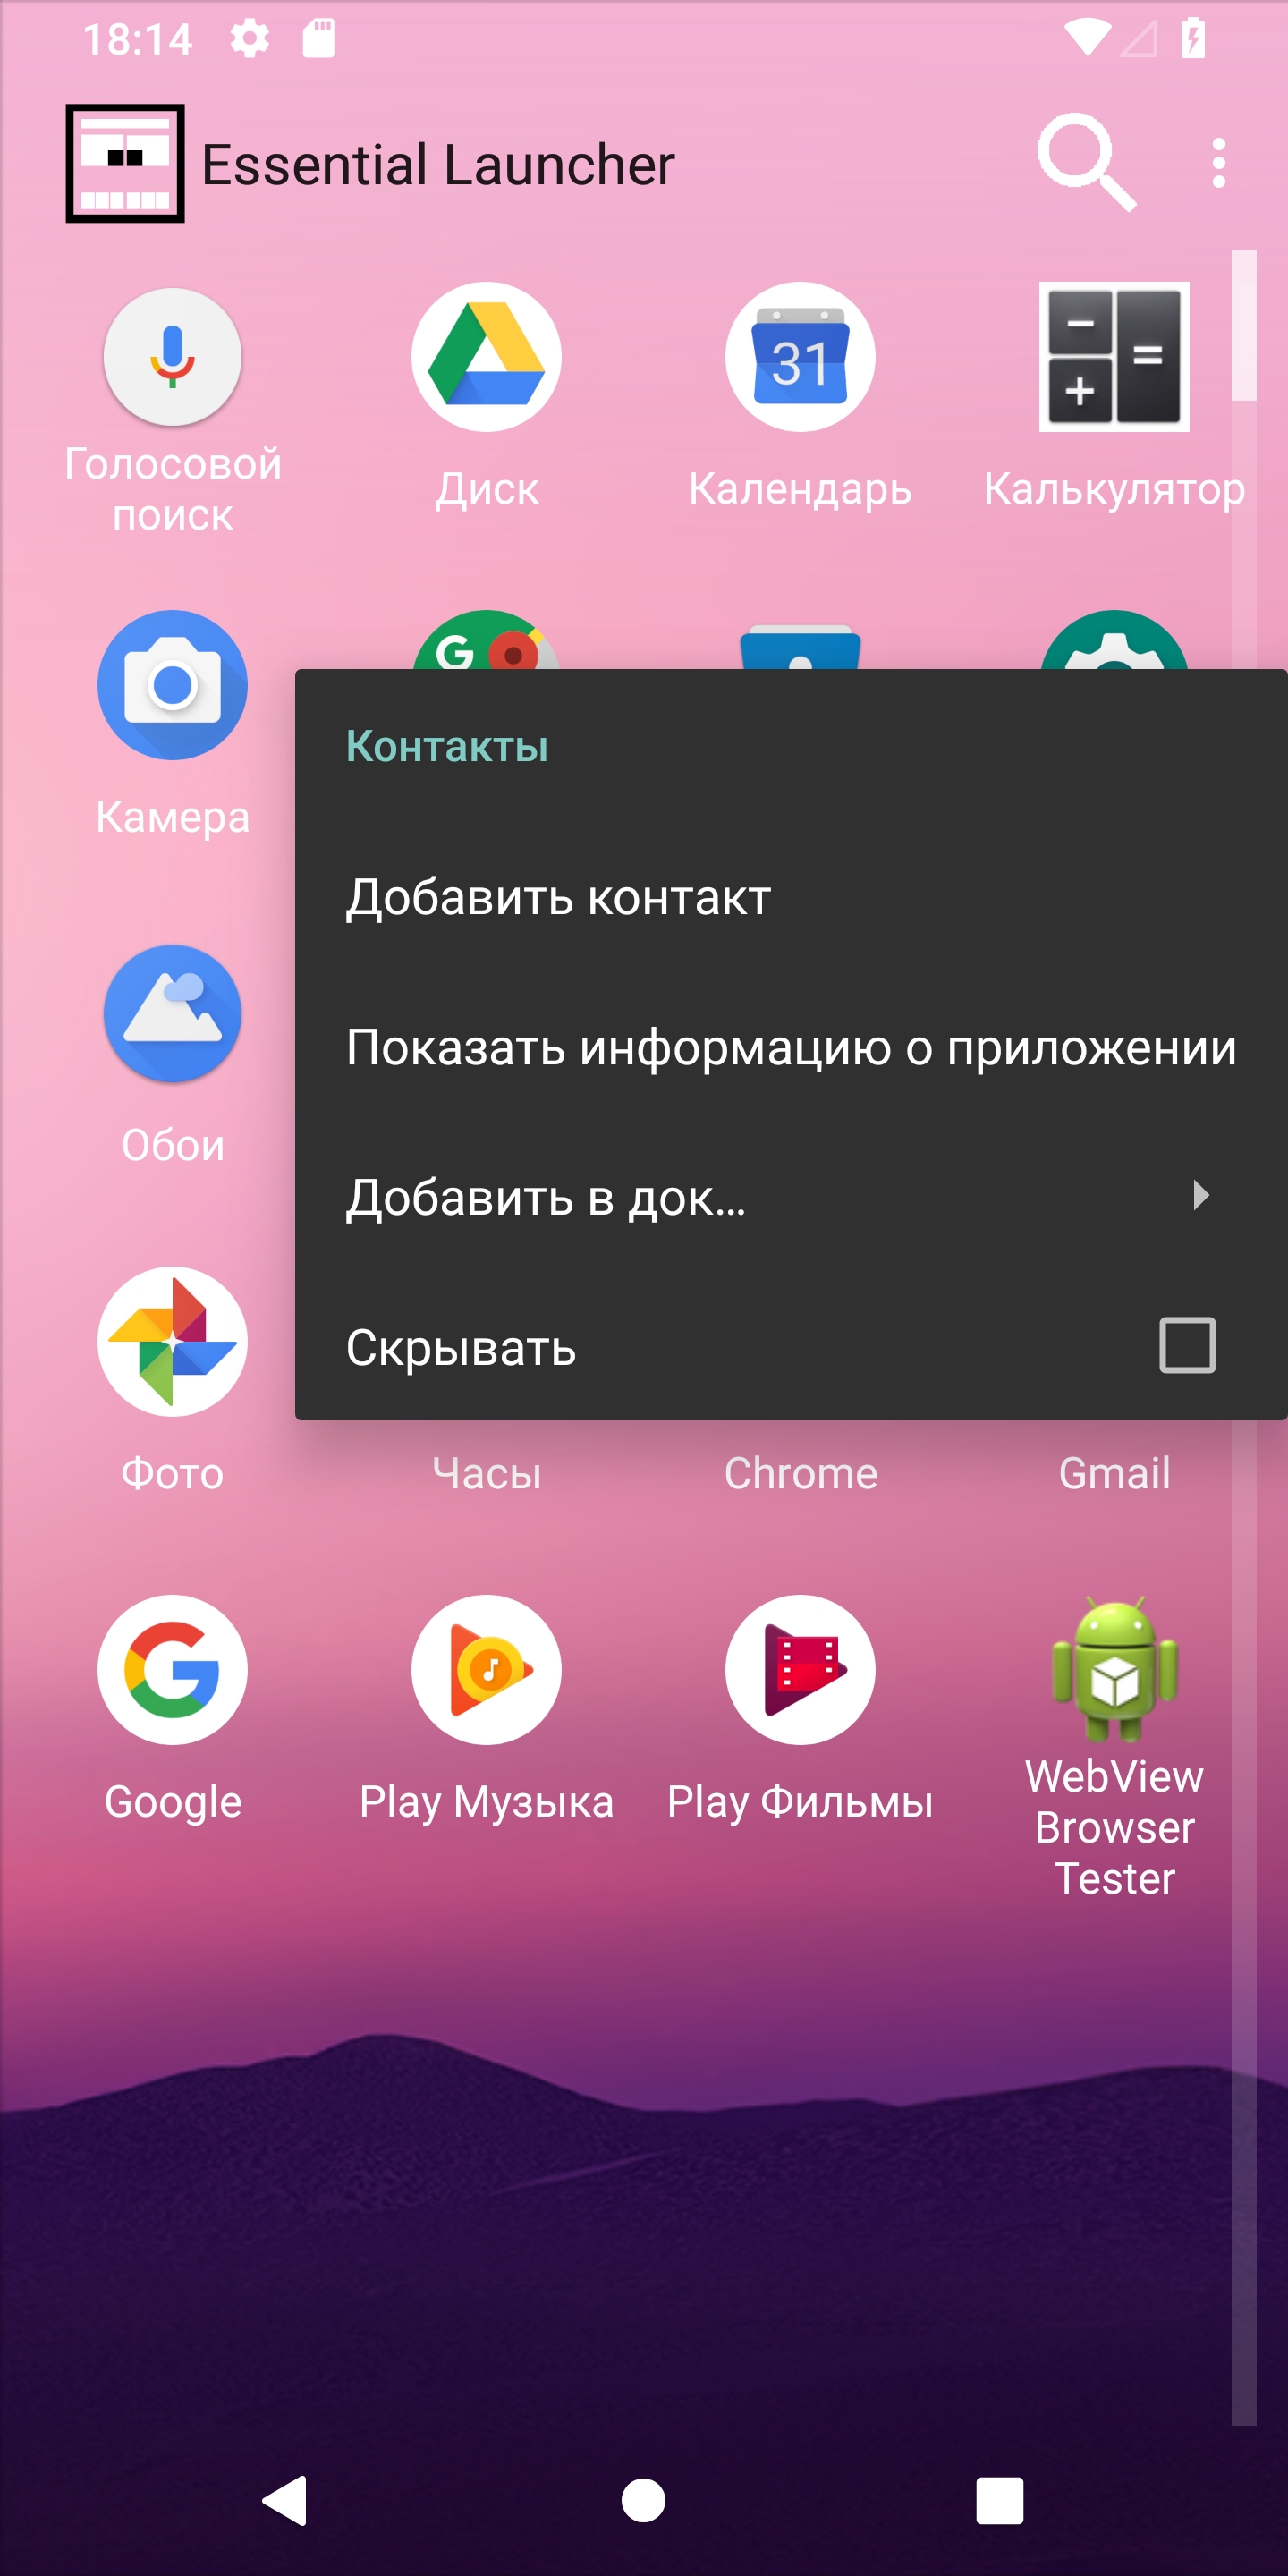 18:14
Essential Launcher
31
Голосовой
поиск
Диск
Календарь
Калькулятор
G
Камера
Контакты
Добавить контакт
Показать информацию о приложении
Добавить в док...
Скрывать
Обои
Фото
Часы
Chrome
Gmail
Google
Play Музыка
Play Фильмы
WebView
Browser
Tester